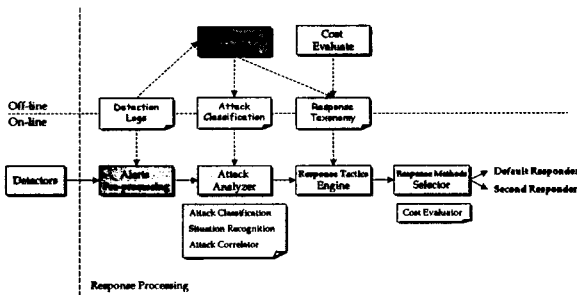 Cost
Evaluate
Off-line
On-line
Detection
Logs
Attack
Classification
Response
Taxonomy
Detectors
Alerts
Pre-processing
Attack
Analyzer
Response Tactics
Engine
Response Methods
Selector
Default Responder
Second Responder
Attack Classification
Situation Recognition
Attack Correlator
Cost Evaluator
Response Processing